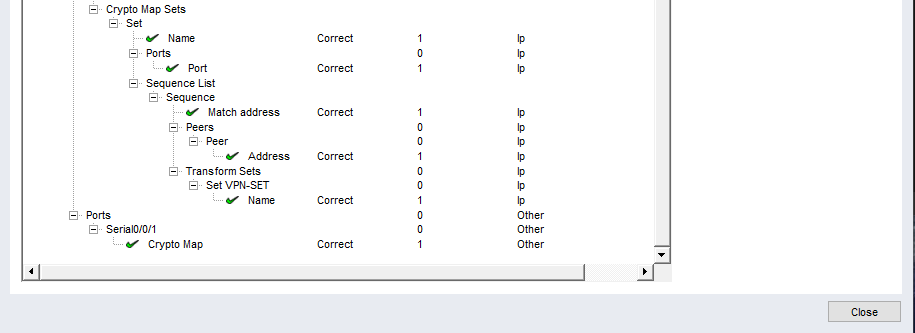 Crypto Map Sets
Set
Name Correct 1 Ip
Ports 0 Ip
Port Correct 1 Ip
Sequence List
Sequence
Match address Correct 1 Ip
Peers 0 Ip
Peer 0 Ip
Address Correct 1 Ip
Transform Sets 0 Ip
Set VPN-SET 0 Ip
Name Correct 1 Ip
Ports 0 Other
Serial0/0/1 0 Other
Crypto Map Correct 1 Other
Close